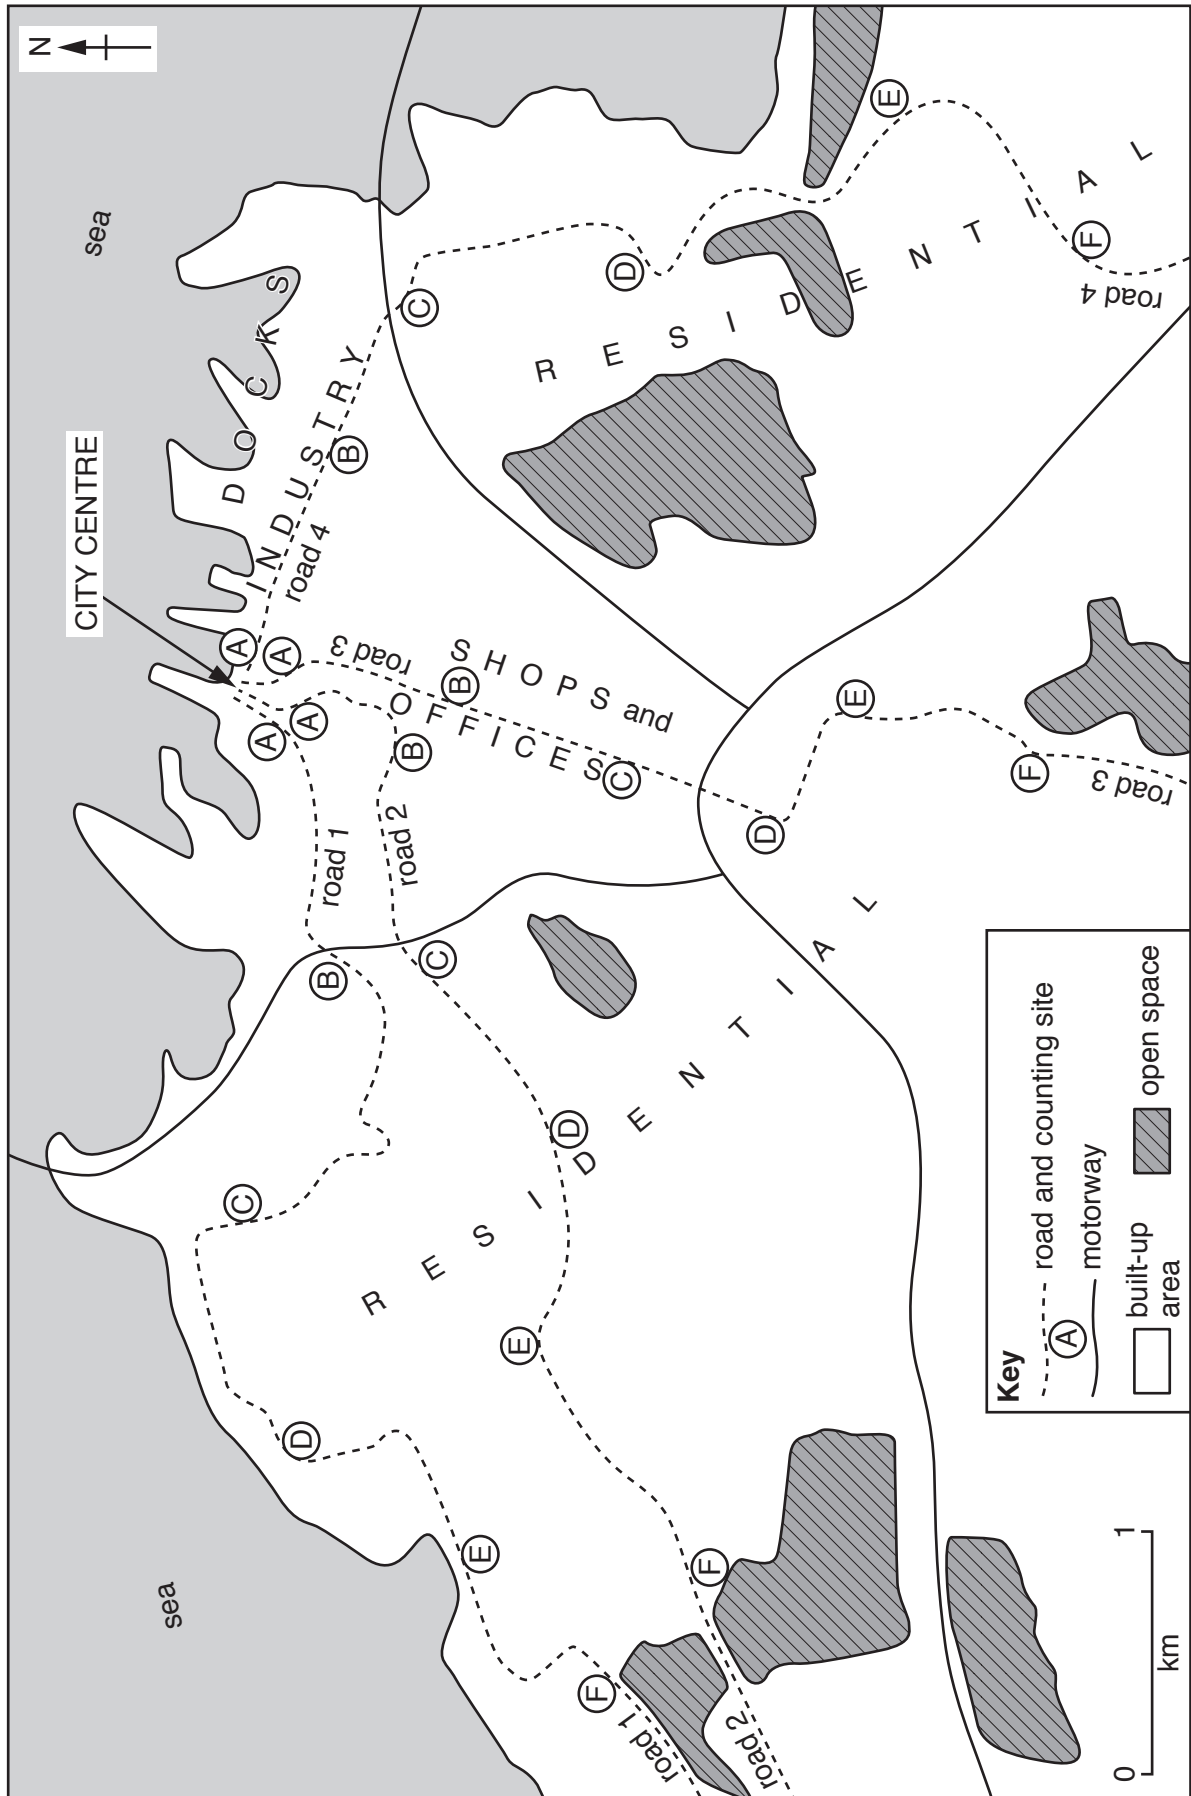 N
sea
DOCKS
CITY CENTRE
INDUSTRY
road 4
A
A
A
A
road 3
SHOPS and
OFFICES
B
B
B
B
C
C
C
C
road 1
road 2
D
D
D
D
E
E
E
E
F
F
F
F
RESIDENTIAL
RESIDENTIAL
road 4
road 3
road 1
road 2
sea
Key
road and counting site
A
motorway
built-up
area
open space
0 1
km